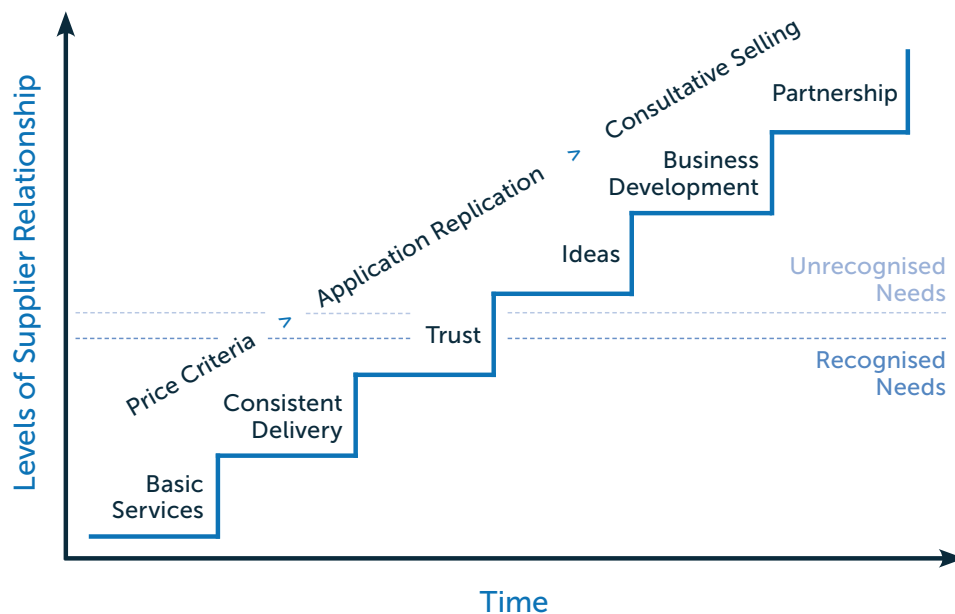 Levels of Supplier Relationship
Consultative Selling
>
Application Replication
>
Price Criteria
Partnership
Business
Development
Ideas
Trust
Consistent
Delivery
Basic
Services
Unrecognised
Needs
Recognised
Needs
Time